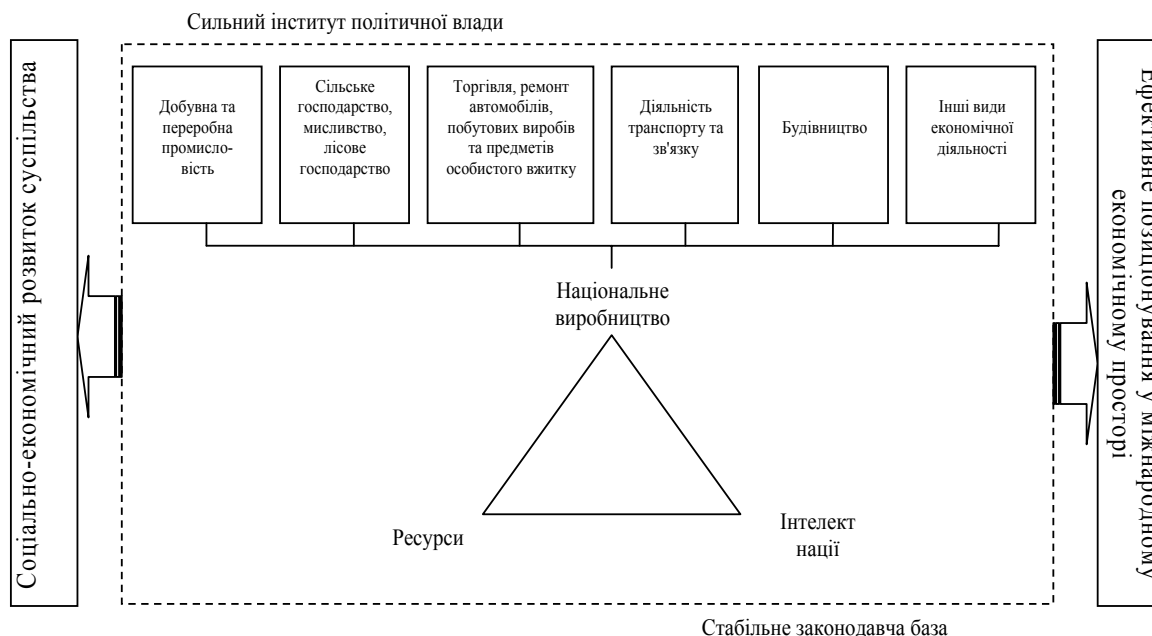 Сильний інститут політичної влади
Соціально-економічний розвиток суспільства
Добувна та
переробна
промисло-
вість
Сільське
господарство,
мисливство,
лісове
господарство
Торгівля, ремонт
автомобілів,
побутових виробів
та предметів
особистого вжитку
Діяльність
транспорту та
зв'язку
Будівництво
Інші види
економічної
діяльності
Ефективне позиціонування у міжнародному
економічному просторі
Національне
виробництво
Ресурси
Інтелект
нації
Стабільне законодавча база